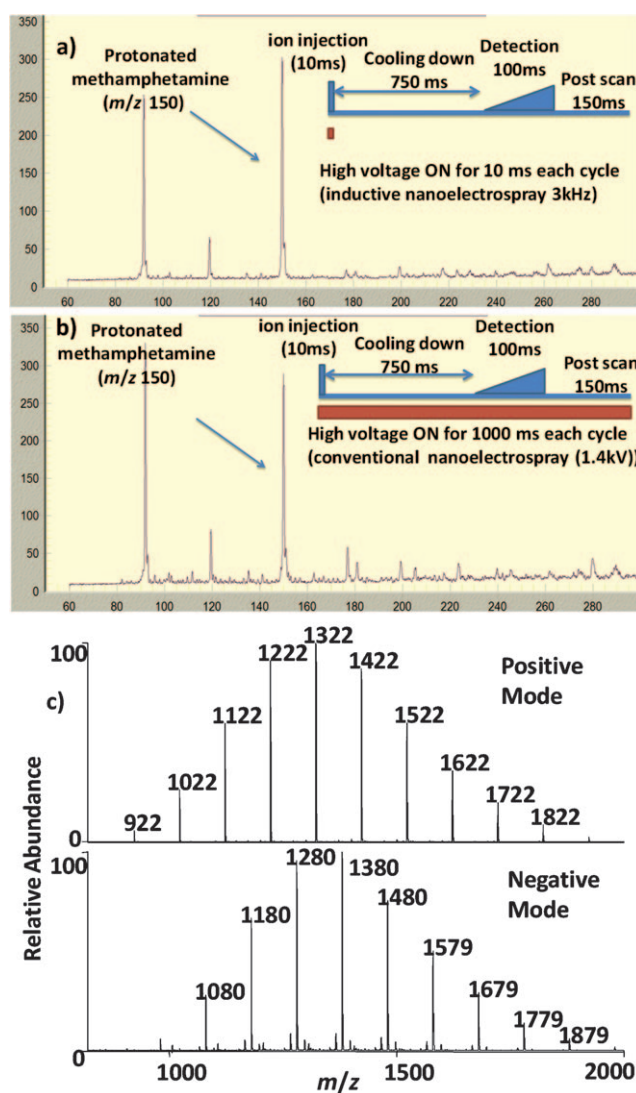 350
300
250
200
150
100
50
0
a)
Protonated
methamphetamine
(m/z 150)
ion injection
(10ms)
Cooling down
750 ms
Detection
100ms
Post scan
150ms
High voltage ON for 10 ms each cycle
(inductive nanoelectrospray 3kHz)
60 80 100 120 140 160 180 200 220 240 260 280
350
300
250
200
150
100
50
0
b)
Protonated
methamphetamine
(m/z 150)
ion injection
(10ms)
Cooling down
750 ms
Detection
100ms
Post scan
150ms
High voltage ON for 1000 ms each cycle
(conventional nanoelectrospray (1.4kV))
60 80 100 120 140 160 180 200 220 240 260 280
c)
Relative Abundance
100
0
922
1022
1122
1222
1322
1422
1522
1622
1722
1822
Positive
Mode
100
0
1080
1180
1280
1380
1480
1579
1679
1779
1879
Negative
Mode
1000 1500 2000
m/z